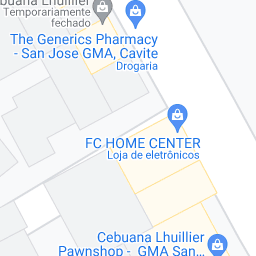 Cebuana Lhuillier
Temporariamente
fechado
The Generics Pharmacy
- San Jose GMA, Cavite
Drogaria
FC HOME CENTER
Loja de eletrônicos
Cebuana Lhuillier
Pawnshop - GMA San...